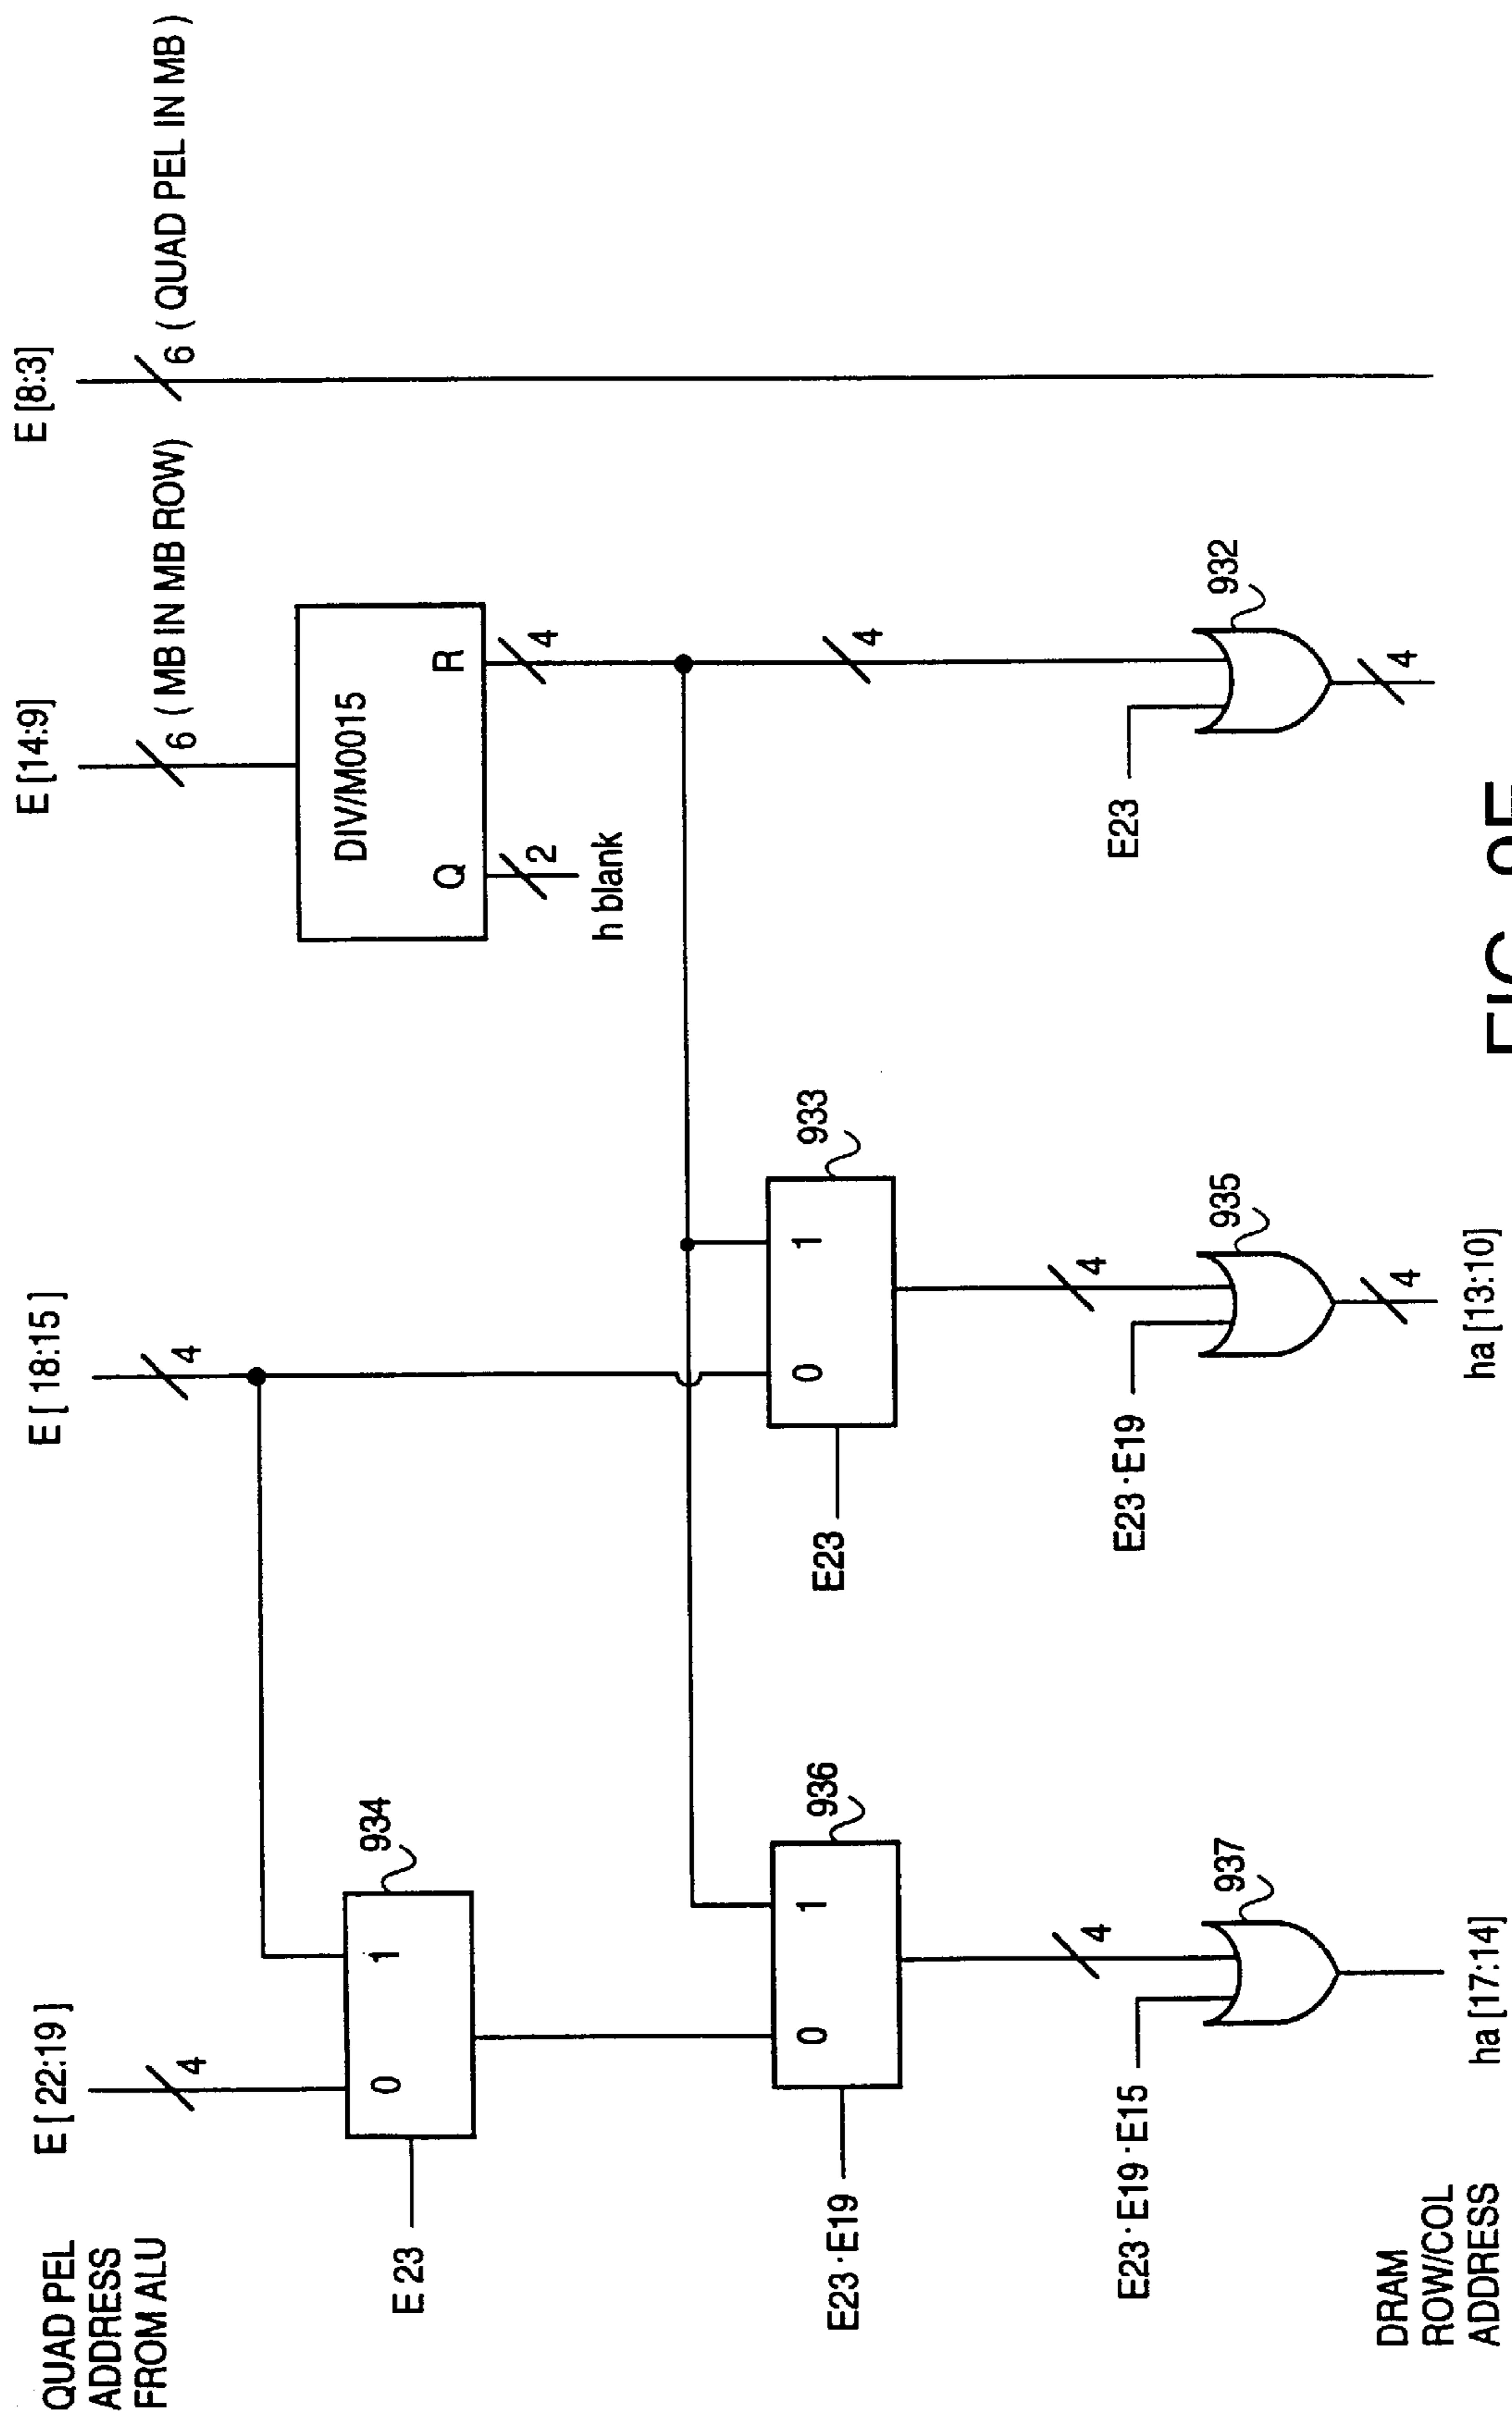 QUAD PEL
ADDRESS
FROM ALU
E [ 22:19 ]
E [ 18:15 ]
E [14:9]
E [8:3]
4
4
6 ( MB IN MB ROW)
6 ( QUAD PEL IN MB )
E 23
0
1
934
DIV/M0015
Q
R
2
4
h blank
E23·E19
0
1
936
E23
0
1
933
4
4
4
E23·E19·E15
937
E23·E19
935
E23
932
4
4
DRAM
ROW/COL
ADDRESS
ha [17:14]
ha [13:10]